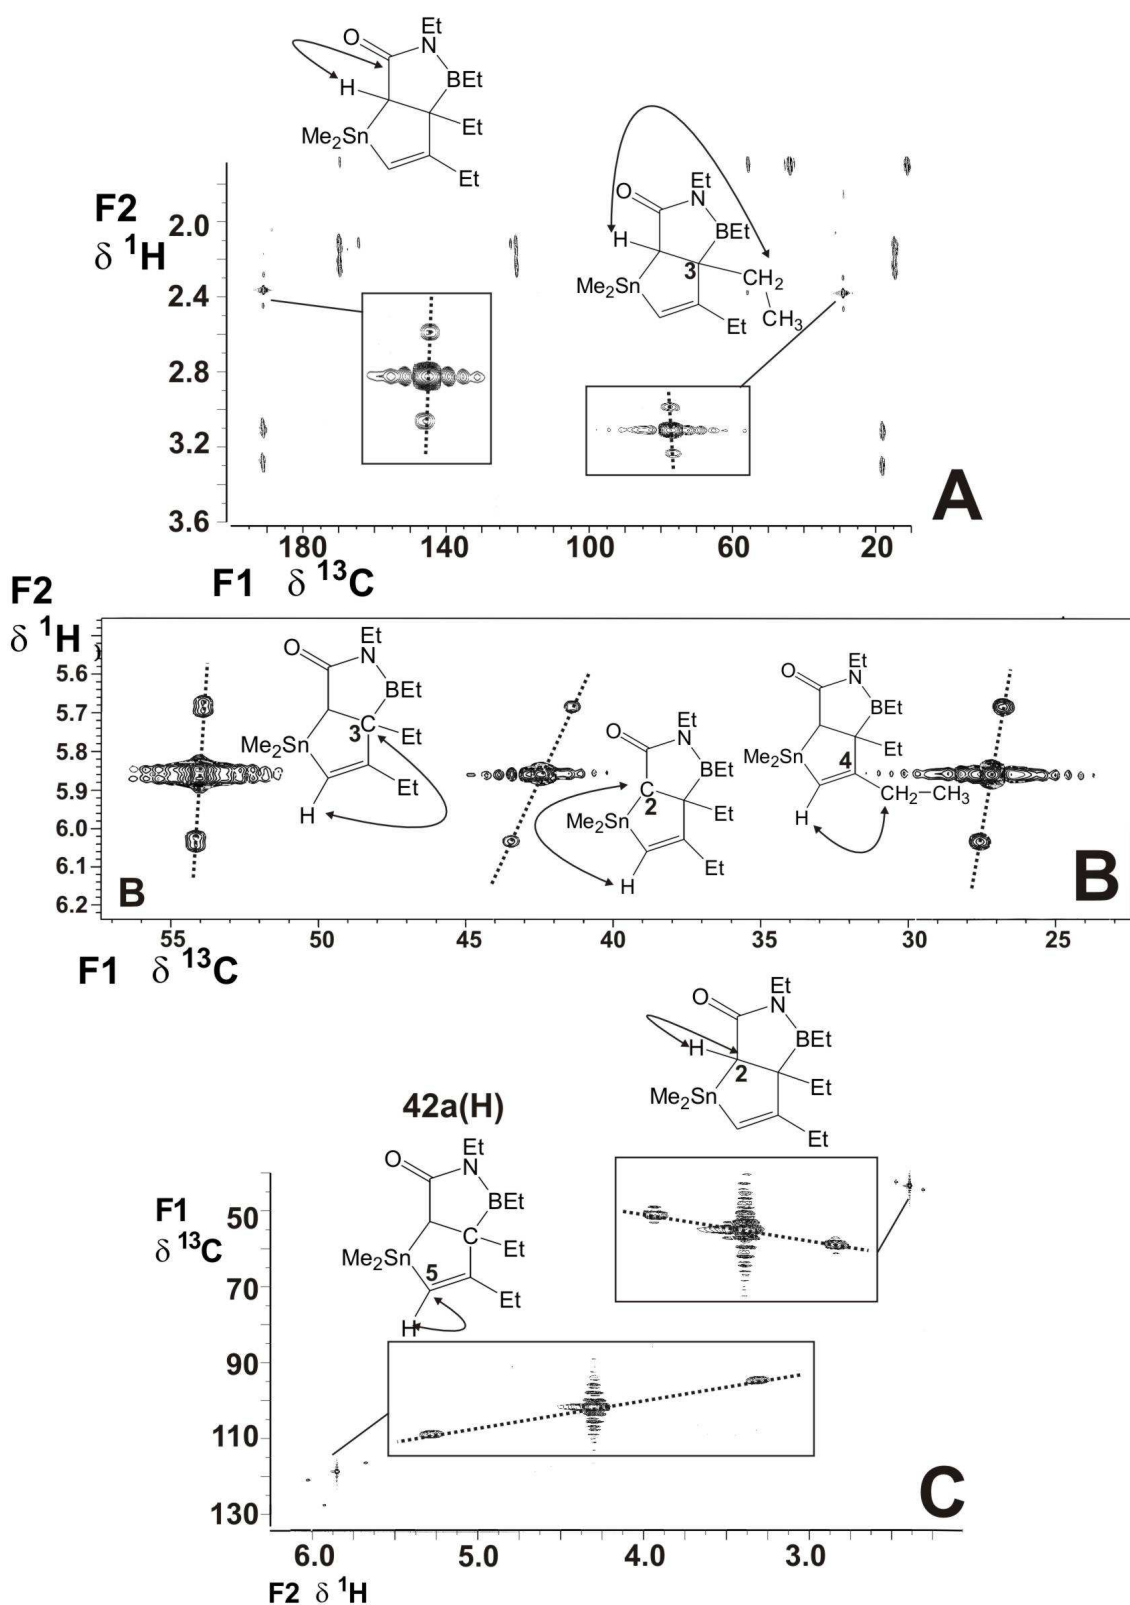 Et
O
N
H
BEt
Et
Me2Sn
Et
F2
δ 1H
2.0
2.4
2.8
3.2
3.6
Et
O
N
H
BEt
3
CH2
Me2Sn
Et
CH3
A
180
140
100
60
20
F1 δ 13C
F2
δ 1H
5.6
5.7
5.8
5.9
6.0
6.1
6.2
Et
O
N
BEt
3C
Me2Sn
Et
Et
H
Et
O
N
C
BEt
2
Me2Sn
Et
Et
H
Et
O
N
BEt
Me2Sn
4
Et
CH2—CH3
H
B
B
55
50
45
40
35
30
25
F1 δ 13C
Et
O
N
H
BEt
2
Me2Sn
Et
Et
42a(H)
Et
O
N
BEt
C
Me2Sn
5
Et
Et
H
F1
δ 13C
50
70
90
110
130
C
6.0
5.0
4.0
3.0
F2 δ 1H